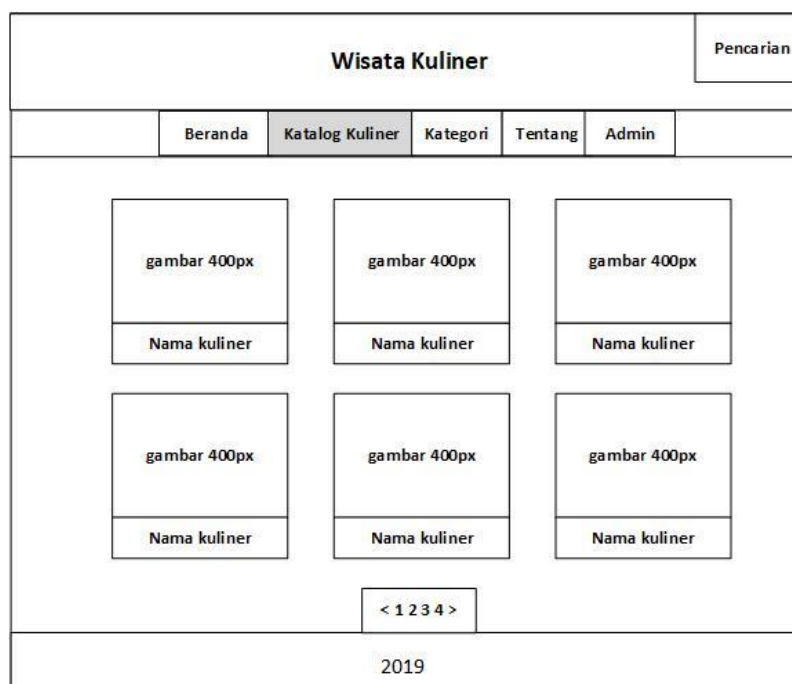 Wisata Kuliner
Pencarian
Beranda Katalog Kuliner Kategori Tentang Admin
gambar 400px gambar 400px gambar 400px
Nama kuliner Nama kuliner Nama kuliner
gambar 400px gambar 400px gambar 400px
Nama kuliner Nama kuliner Nama kuliner
< 1 2 3 4 >
2019